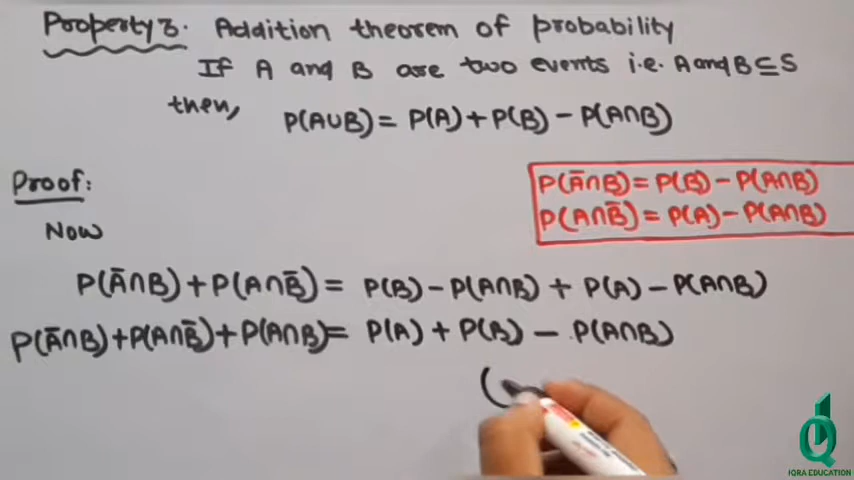 Property 3. Addition theorem of probability
If A and B are two events i.e. A and B ⊆ S
then, P(A∪B) = P(A) + P(B) - P(A∩B)
Proof:
P(Ā∩B) = P(B) - P(A∩B)
P(A∩B̄) = P(A) - P(A∩B)
Now
P(Ā∩B) + P(A∩B̄) = P(B) - P(A∩B) + P(A) - P(A∩B)
P(Ā∩B) + P(A∩B̄) + P(A∩B) = P(A) + P(B) - P(A∩B)
(
IQRA EDUCATION